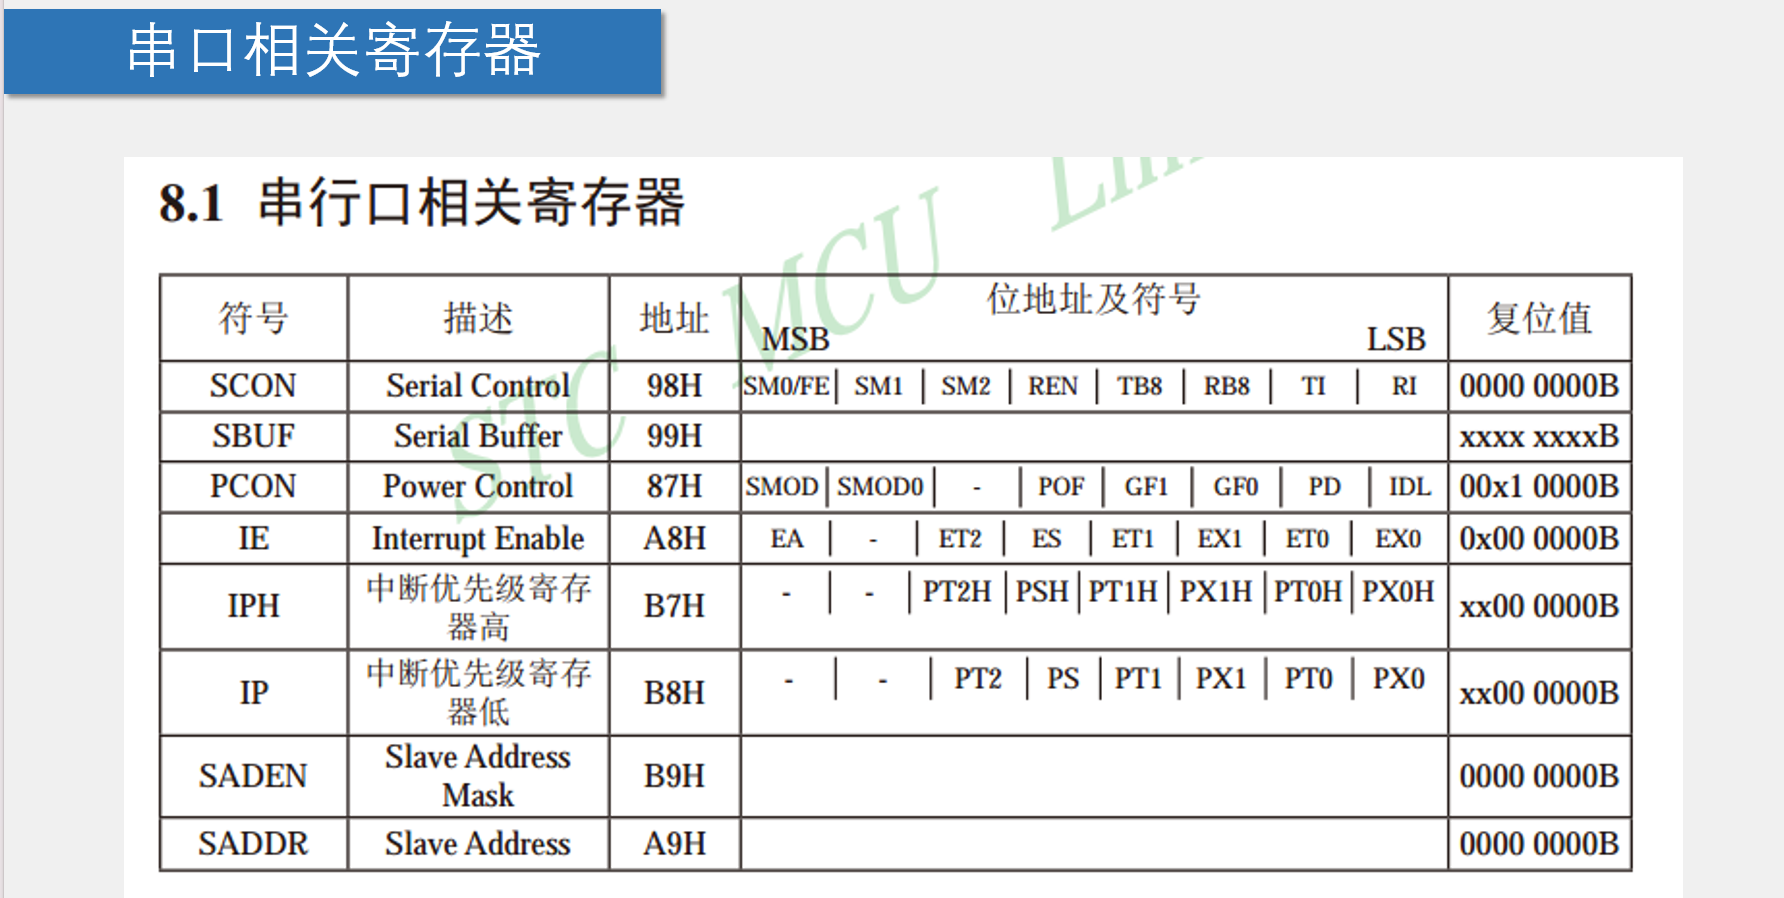 串口相关寄存器
8.1 串行口相关寄存器
符号 描述 地址 位地址及符号 MSB LSB 复位值
SCON Serial Control 98H SM0/FE SM1 SM2 REN TB8 RB8 TI RI 0000 0000B
SBUF Serial Buffer 99H xxxx xxxxB
PCON Power Control 87H SMOD SMOD0 - POF GF1 GF0 PD IDL 00x1 0000B
IE Interrupt Enable A8H EA - ET2 ES ET1 EX1 ET0 EX0 0x00 0000B
IPH 中断优先级寄存器高 B7H - - PT2H PSH PT1H PX1H PT0H PX0H xx00 0000B
IP 中断优先级寄存器低 B8H - - PT2 PS PT1 PX1 PT0 PX0 xx00 0000B
SADEN Slave Address Mask B9H 0000 0000B
SADDR Slave Address A9H 0000 0000B
STC MCU